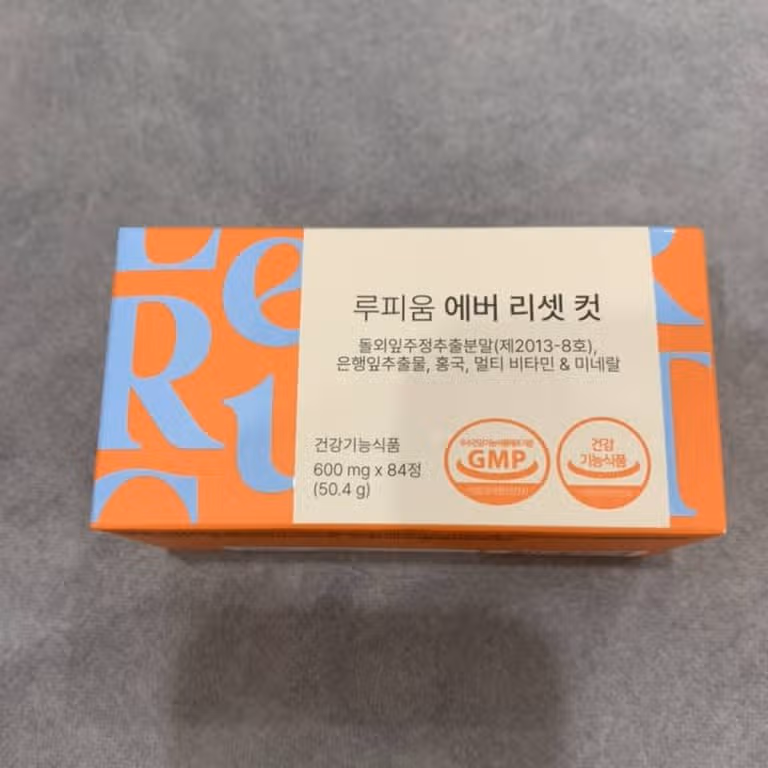 루피움 에버 리셋 컷
돌외잎주정추출분말(제2013-8호),
은행잎추출물, 홍국, 멀티 비타민 & 미네랄
건강기능식품
600 mg x 84정
(50.4 g)
GMP
건강
기능식품